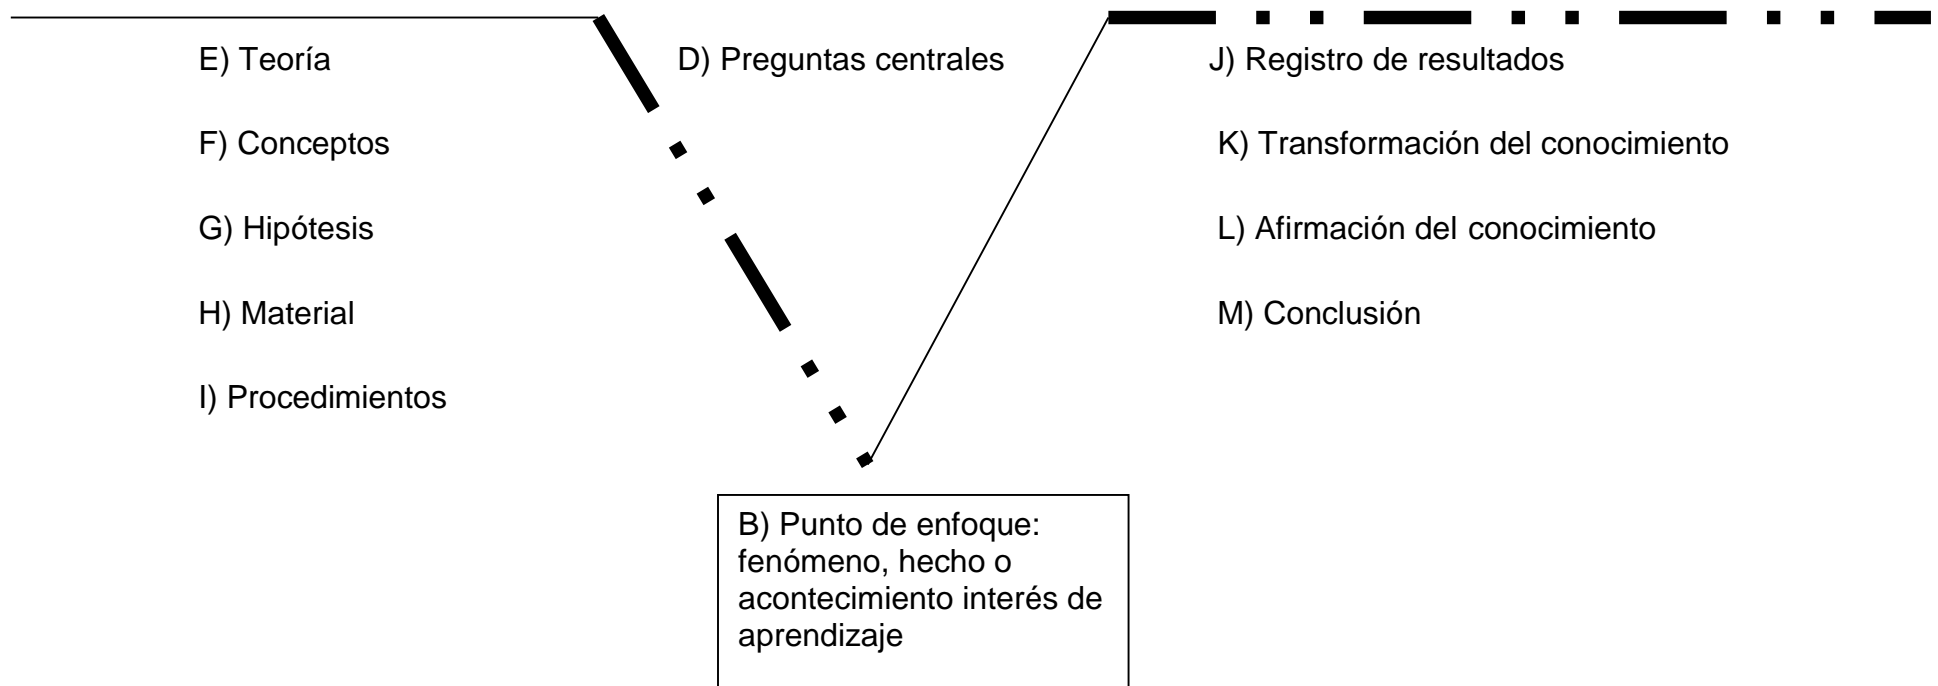 E) Teoría
F) Conceptos
G) Hipótesis
H) Material
I) Procedimientos
D) Preguntas centrales
J) Registro de resultados
K) Transformación del conocimiento
L) Afirmación del conocimiento
M) Conclusión
B) Punto de enfoque:
fenómeno, hecho o
acontecimiento interés de
aprendizaje